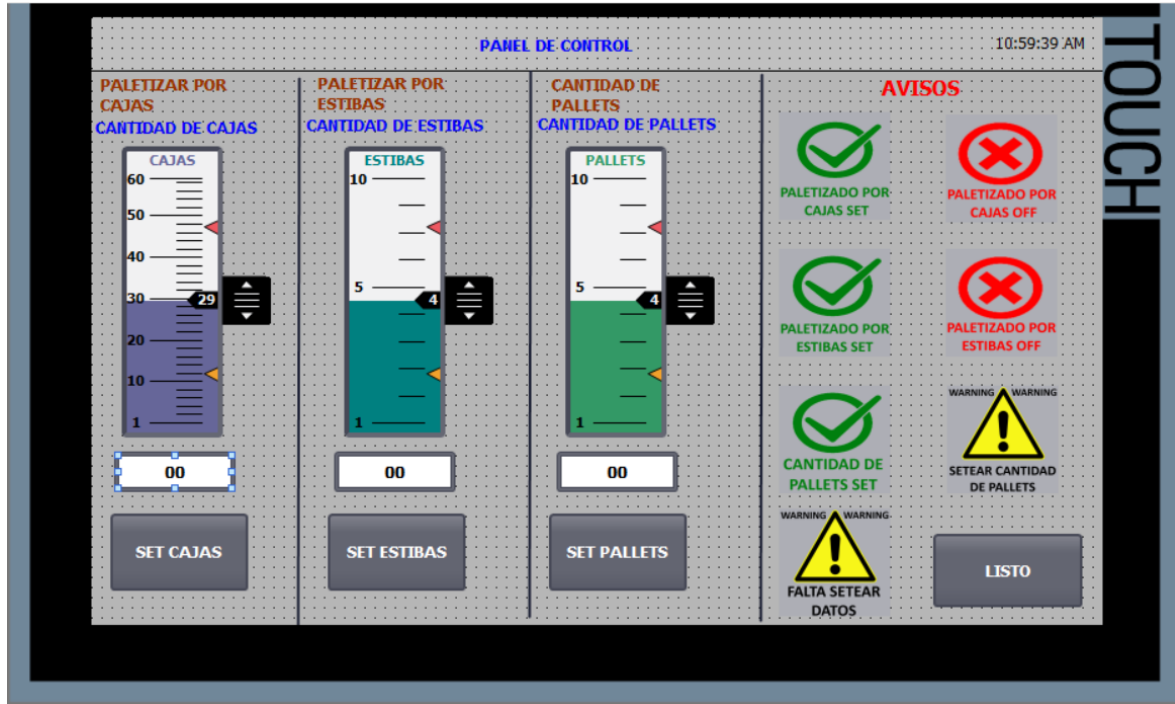 PANEL DE CONTROL
10:59:39 AM
TOUCH
PALETIZAR POR
CAJAS
CANTIDAD DE CAJAS
CAJAS
60
50
40
30
29
20
10
1
00
SET CAJAS
PALETIZAR POR
ESTIBAS
CANTIDAD DE ESTIBAS
ESTIBAS
10
5
4
1
00
SET ESTIBAS
CANTIDAD DE
PALLETS
CANTIDAD DE PALLETS
PALLETS
10
5
4
1
00
SET PALLETS
AVISOS
PALETIZADO POR
CAJAS SET
PALETIZADO POR
CAJAS OFF
PALETIZADO POR
ESTIBAS SET
PALETIZADO POR
ESTIBAS OFF
CANTIDAD DE
PALLETS SET
WARNING WARNING
SETEAR CANTIDAD
DE PALLETS
WARNING WARNING
FALTA SETEAR
DATOS
LISTO